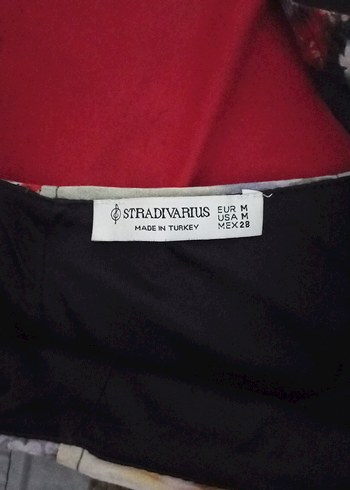 STRADIVARIUS
MADE IN TURKEY
EUR M
USA M
MEX 28